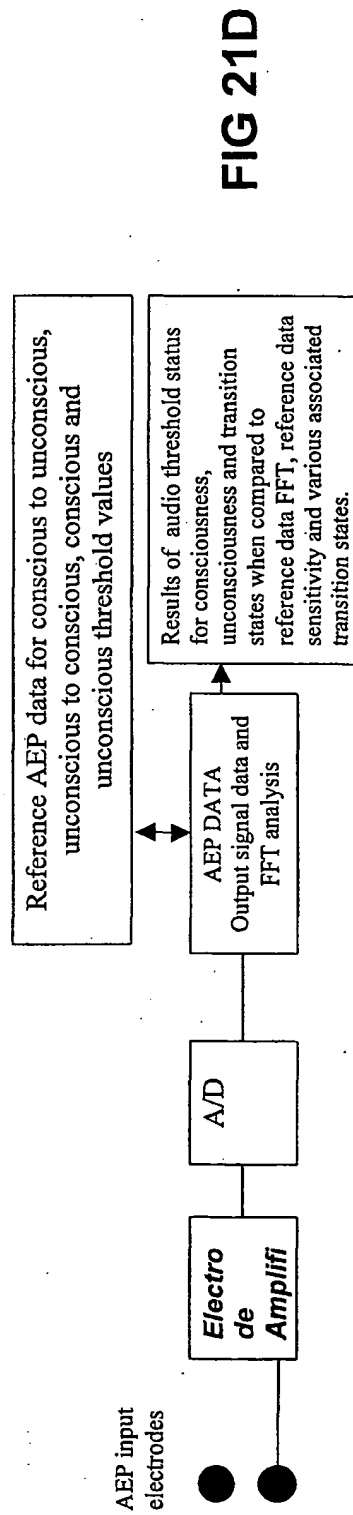 AEP input
electrodes
Electro
de
Amplifi
A/D
AEP DATA
Output signal data and
FFT analysis
Reference AEP data for conscious to unconscious,
unconscious to conscious, conscious and
unconscious threshold values
Results of audio threshold status
for consciousness,
unconsciousness and transition
states when compared to
reference data FFT, reference data
sensitivity and various associated
transition states.
FIG 21D